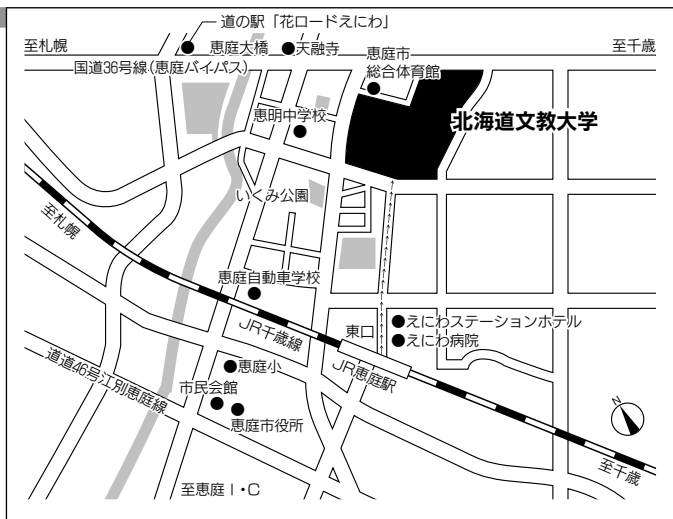 道の駅「花ロードえにわ」
至札幌
恵庭大橋
天融寺
恵庭市
総合体育館
至千歳
国道36号線(恵庭バイパス)
北海道文教大学
恵明中学校
いくみ公園
至札幌
恵庭自動車学校
JR千歳線
東口
えにわステーションホテル
えにわ病院
JR恵庭駅
道道46号江別恵庭線
恵庭小
市民会館
恵庭市役所
N
至千歳
至恵庭I・C